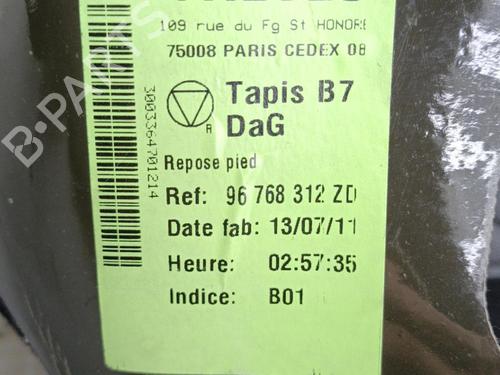 109 rue du Fg St HONORE
75008 PARIS CEDEX 08
Tapis B7
DaG
R
Repose pied
Ref: 96 768 312 ZD
Date fab: 13/07/11
Heure: 02:57:35
Indice: B01
3003364701214
B-PARTS